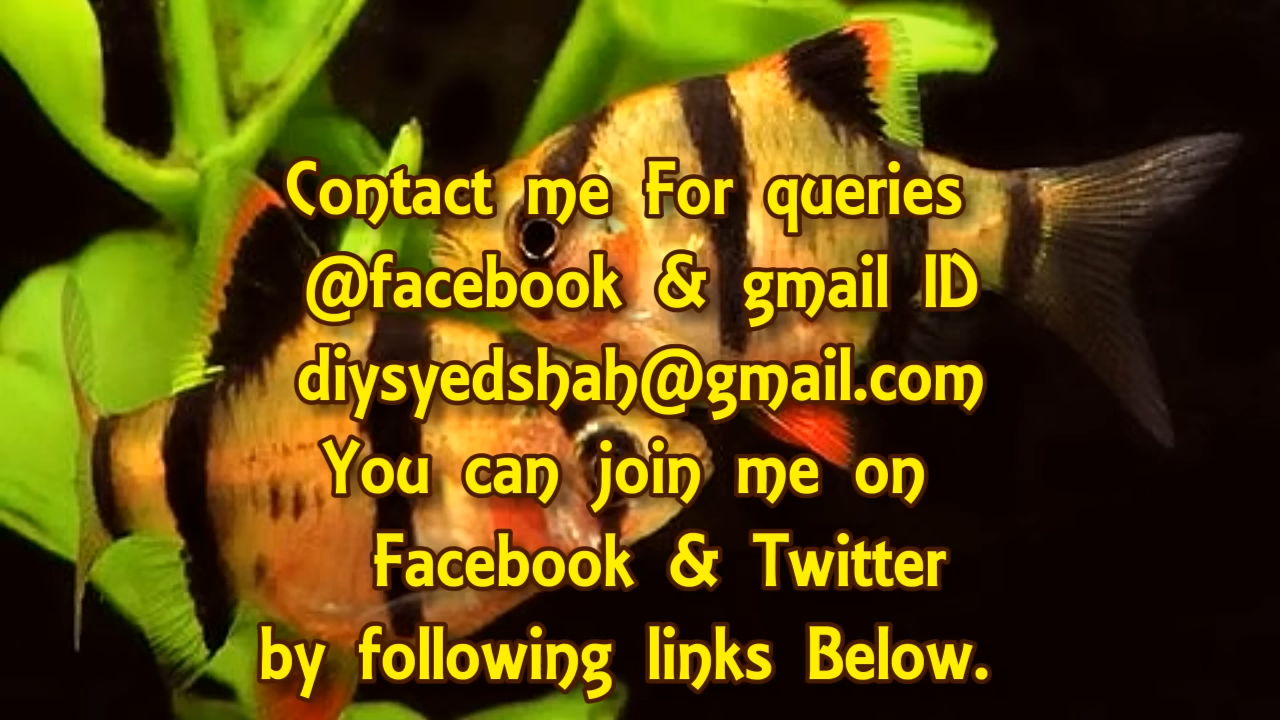 Contact me For queries
@facebook & gmail ID
diysyedshah@gmail.com
You can join me on
Facebook & Twitter
by following links Below.